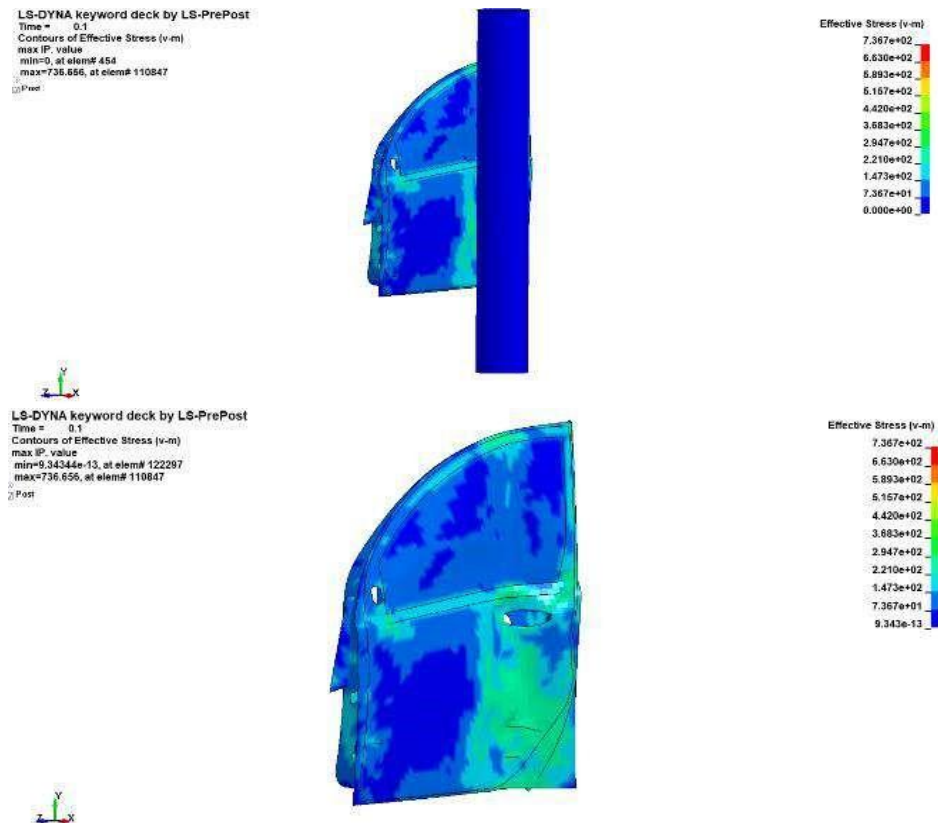 LS-DYNA keyword deck by LS-PrePost
Time = 0.1
Contours of Effective Stress (v-m)
max IP. value
min=0, at elem# 454
max=736.656, at elem# 110847
Post
Effective Stress (v-m)
7.367e+02
6.630e+02
5.893e+02
5.167e+02
4.420e+02
3.683e+02
2.947e+02
2.210e+02
1.473e+02
7.367e+01
0.000e+00
Y
Z X
LS-DYNA keyword deck by LS-PrePost
Time = 0.1
Contours of Effective Stress (v-m)
max IP. value
min=9.34344e-13, at elem# 122297
max=736.656, at elem# 110847
Post
Effective Stress (v-m)
7.367e+02
6.630e+02
5.893e+02
5.157e+02
4.420e+02
3.683e+02
2.947e+02
2.210e+02
1.473e+02
7.367e+01
9.343e-13
Y
Z X